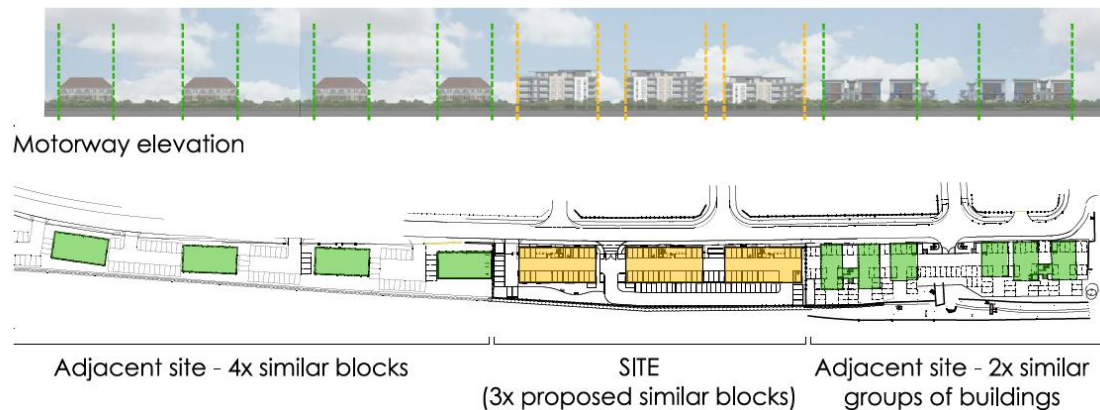 Motorway elevation
Adjacent site - 4x similar blocks
SITE
(3x proposed similar blocks)
Adjacent site - 2x similar
groups of buildings